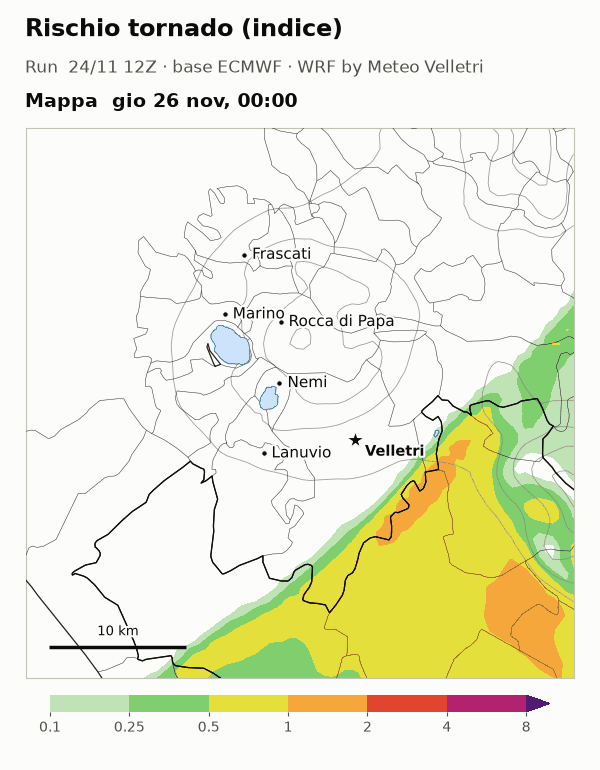 Rischio tornado (indice)
Run  24/11 12Z · base ECMWF · WRF by Meteo Velletri
Mappa  gio 26 nov, 00:00
Frascati
Marino
Rocca di Papa
Nemi
Velletri
Lanuvio
10 km
0.1 0.25 0.5 1 2 4 8